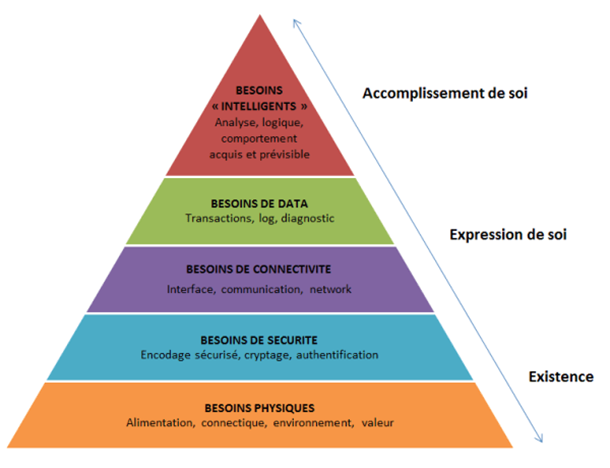 BESOINS
« INTELLIGENTS »
Analyse, logique,
comportement
acquis et prévisible
Accomplissement de soi
BESOINS DE DATA
Transactions, log, diagnostic
Expression de soi
BESOINS DE CONNECTIVITE
Interface, communication, network
BESOINS DE SECURITE
Encodage sécurisé, cryptage, authentification
Existence
BESOINS PHYSIQUES
Alimentation, connectique, environnement, valeur